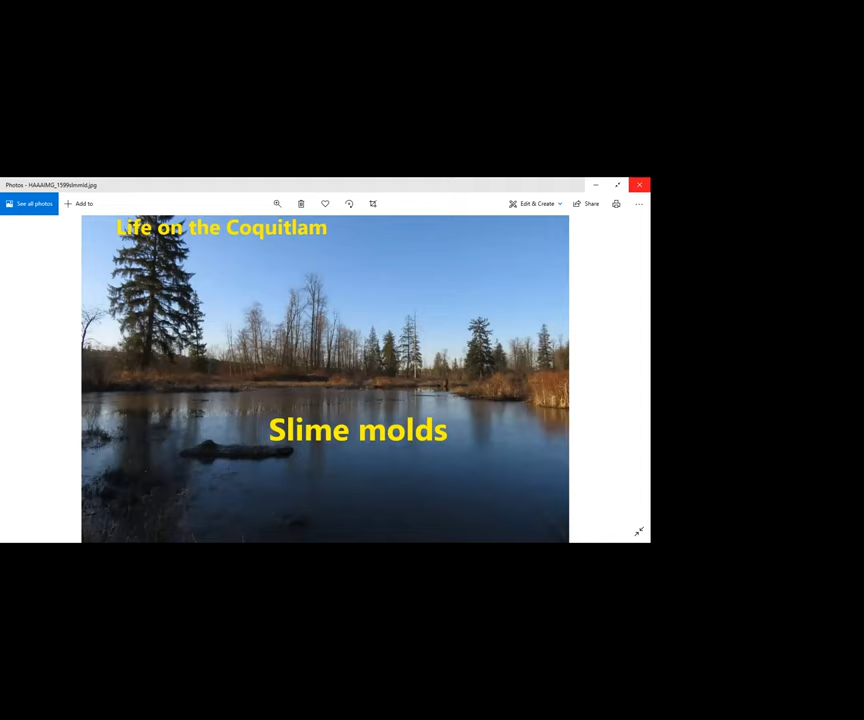 Photos - HAAAIMG_1599slmmld.jpg
See all photos
Add to
Edit & Create
Share
Life on the Coquitlam
Slime molds